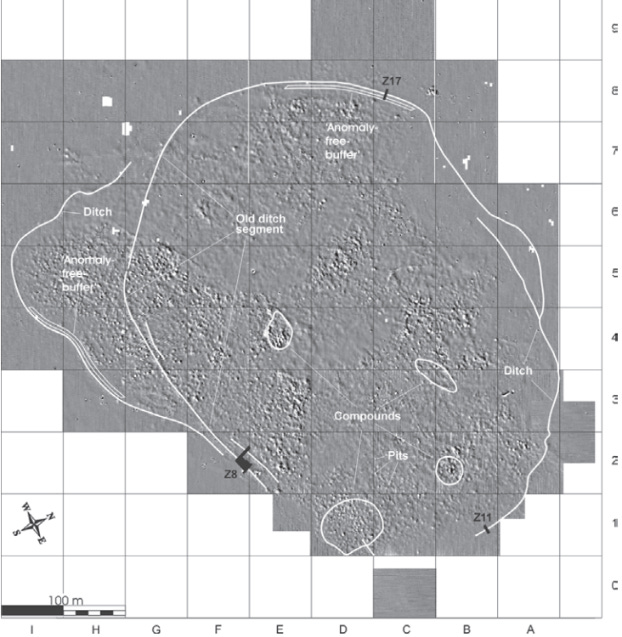 9
Z17
8
'Anomaly-
free-
buffer'
7
Ditch
Old ditch
segment
6
'Anomaly-
free-
buffer'
5
4
Ditch
3
Compounds
Pits
2
Z8
Z11
1
N
W
S
E
0
100 m
I H G F E D C B A